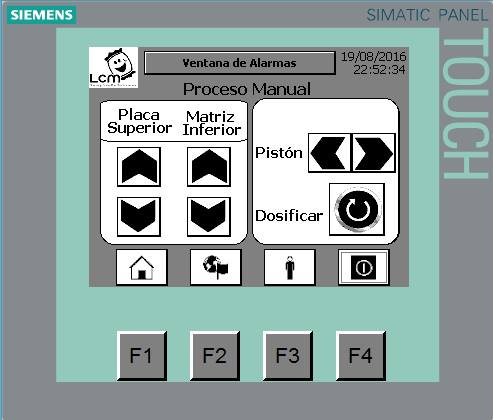 SIEMENS
SIMATIC PANEL
TOUCH
Lcm
Ventana de Alarmas
19/08/2016
22:52:34
Proceso Manual
Placa Superior
Matriz Inferior
Pistón
Dosificar
F1
F2
F3
F4